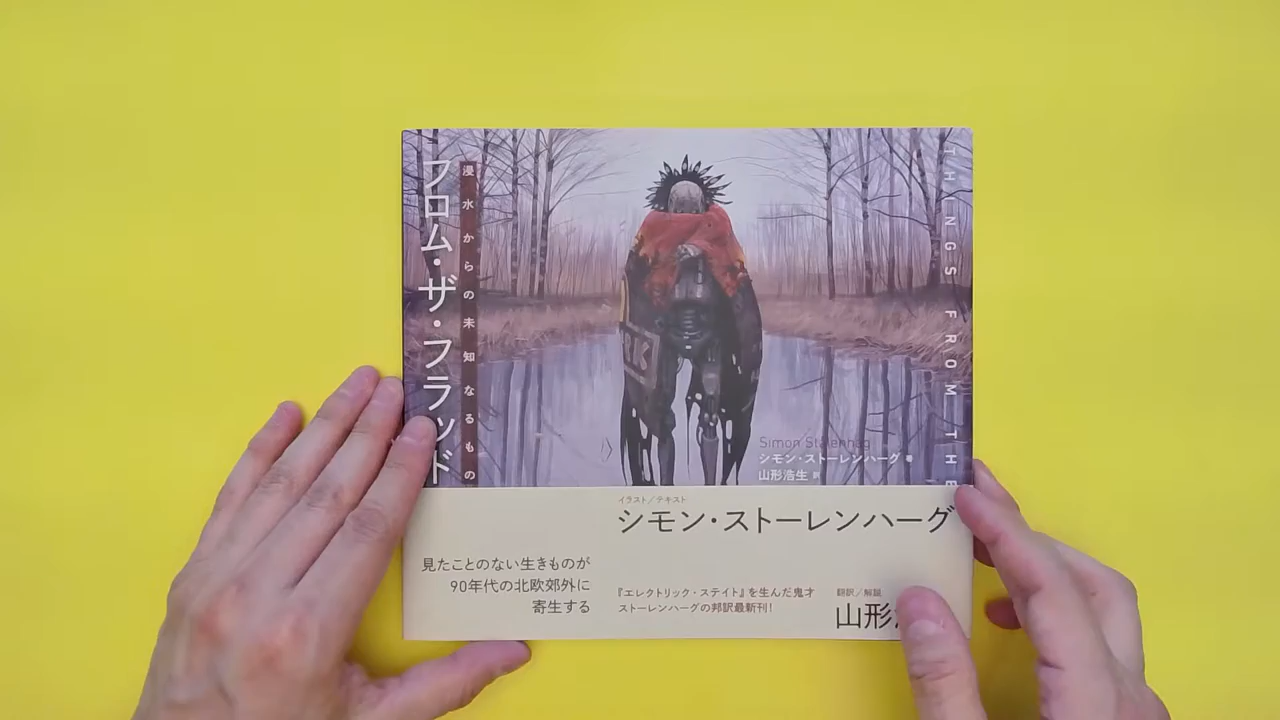 フロム・ザ・フラッド
浸水からの未知なるもの
THINGS FROM THE
Simon Stålenhag
シモン・ストーレンハーグ 著
山形浩生 訳
イラスト／テキスト
シモン・ストーレンハーグ
見たことのない生きものが
90年代の北欧郊外に
寄生する
『エレクトリック・ステイト』を生んだ鬼才
ストーレンハーグの邦訳最新刊！
翻訳／解説
山形